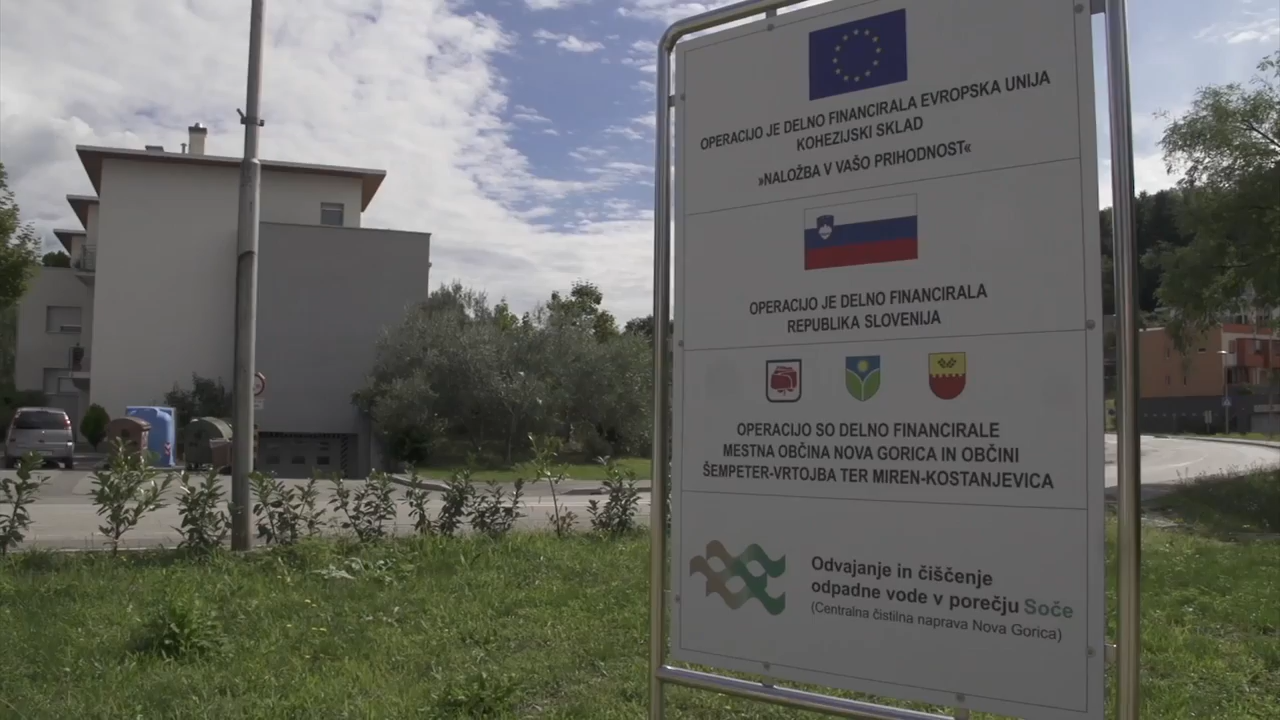 OPERACIJO JE DELNO FINANCIRALA EVROPSKA UNIJA
KOHEZIJSKI SKLAD
»NALOŽBA V VAŠO PRIHODNOST«
OPERACIJO JE DELNO FINANCIRALA
REPUBLIKA SLOVENIJA
OPERACIJO SO DELNO FINANCIRALE
MESTNA OBČINA NOVA GORICA IN OBČINI
ŠEMPETER-VRTOJBA TER MIREN-KOSTANJEVICA
Odvajanje in čiščenje
odpadne vode v porečju Soče
(Centralna čistilna naprava Nova Gorica)